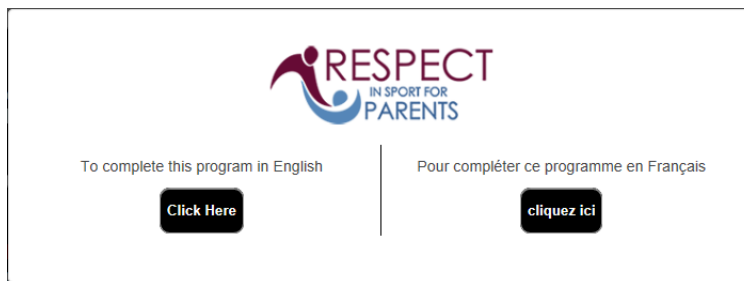 RESPECT
IN SPORT FOR
PARENTS
To complete this program in English
Click Here
Pour compléter ce programme en Français
cliquez ici